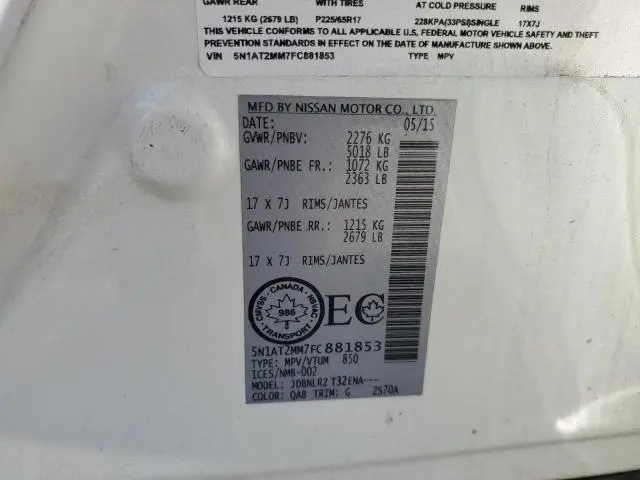 GAWR REAR WITH TIRES AT COLD PRESSURE RIMS
1215 KG (2679 LB) P225/65R17 228KPA(33PSI)SINGLE 17X7J
THIS VEHICLE CONFORMS TO ALL APPLICABLE U.S. FEDERAL MOTOR VEHICLE SAFETY AND THEFT
PREVENTION STANDARDS IN EFFECT ON THE DATE OF MANUFACTURE SHOWN ABOVE.
VIN 5N1AT2MM7FC881853 TYPE MPV
MFD BY NISSAN MOTOR CO., LTD.
DATE: 05/15
GVWR/PNBV: 2276 KG
5018 LB
GAWR/PNBE FR.: 1072 KG
2363 LB
17 X 7J RIMS/JANTES
GAWR/PNBE RR.: 1215 KG
2679 LB
17 X 7J RIMS/JANTES
CANADA
CMVSS NSVAC
986
EC
5N1AT2MM7FC881853
TYPE: MPV/VTUM 850
ICES/NMB-002
MODEL: JDBNLR2 T32ENA---
COLOR: QAB TRIM: G 2S70A